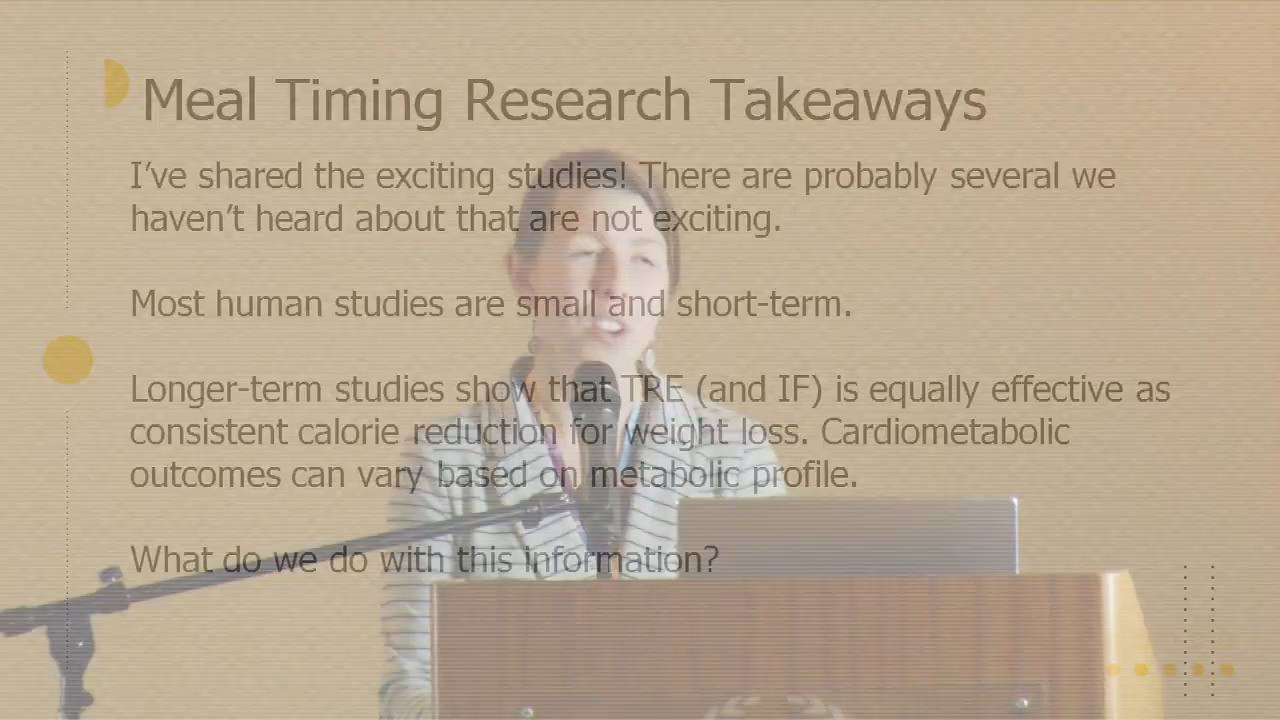 Meal Timing Research Takeaways
I’ve shared the exciting studies! There are probably several we
haven’t heard about that are not exciting.
Most human studies are small and short-term.
Longer-term studies show that TRE (and IF) is equally effective as
consistent calorie reduction for weight loss. Cardiometabolic
outcomes can vary based on metabolic profile.
What do we do with this information?